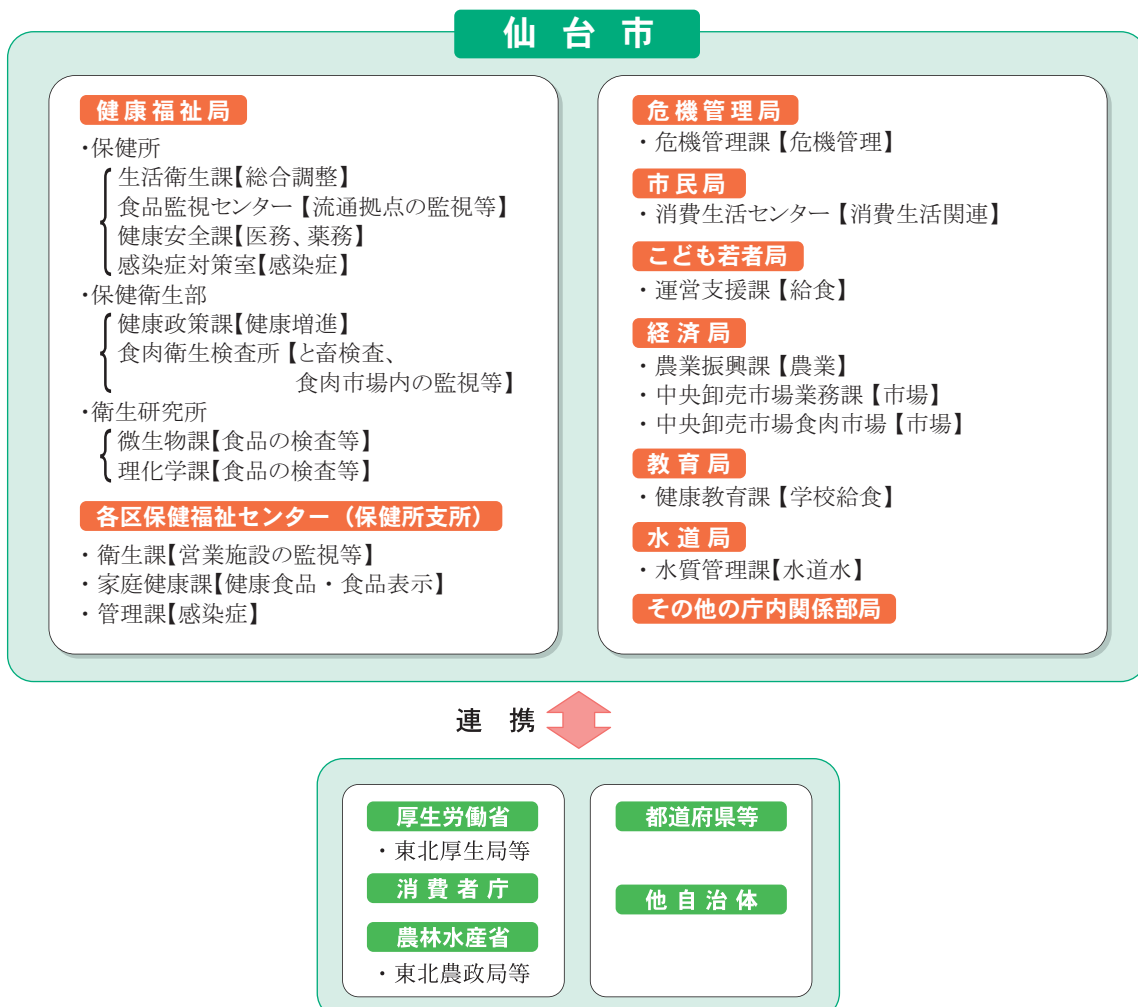 仙台市
健康福祉局
・保健所
生活衛生課【総合調整】
食品監視センター【流通拠点の監視等】
健康安全課【医務、薬務】
感染症対策室【感染症】
・保健衛生部
健康政策課【健康増進】
食肉衛生検査所【と畜検査、
食肉市場内の監視等】
・衛生研究所
微生物課【食品の検査等】
理化学課【食品の検査等】
各区保健福祉センター（保健所支所）
・衛生課【営業施設の監視等】
・家庭健康課【健康食品・食品表示】
・管理課【感染症】
危機管理局
・危機管理課【危機管理】
市民局
・消費生活センター【消費生活関連】
こども若者局
・運営支援課【給食】
経済局
・農業振興課【農業】
・中央卸売市場業務課【市場】
・中央卸売市場食肉市場【市場】
教育局
・健康教育課【学校給食】
水道局
・水質管理課【水道水】
その他の庁内関係部局
連携
厚生労働省
・東北厚生局等
消費者庁
農林水産省
・東北農政局等
都道府県等
他自治体